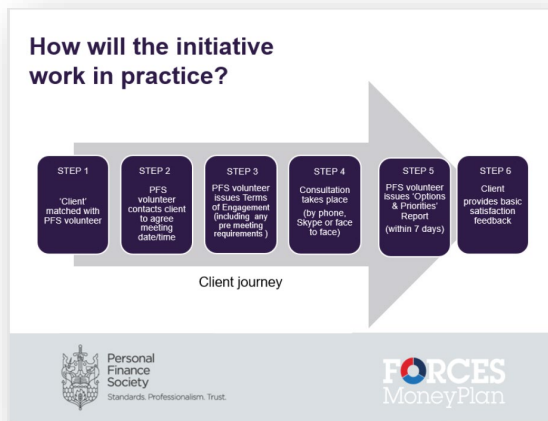 How will the initiative
work in practice?
STEP 1
'Client'
matched with
PFS volunteer
STEP 2
PFS
volunteer
contacts client
to agree
meeting
date/time
STEP 3
PFS volunteer
issues Terms
of Engagement
(including any
pre meeting
requirements )
STEP 4
Consultation
takes place
(by phone,
Skype or face
to face)
STEP 5
PFS volunteer
issues 'Options
& Priorities'
Report
(within 7 days)
STEP 6
Client
provides basic
satisfaction
feedback
Client journey
Personal
Finance
Society
Standards. Professionalism. Trust.
FORCES
MoneyPlan